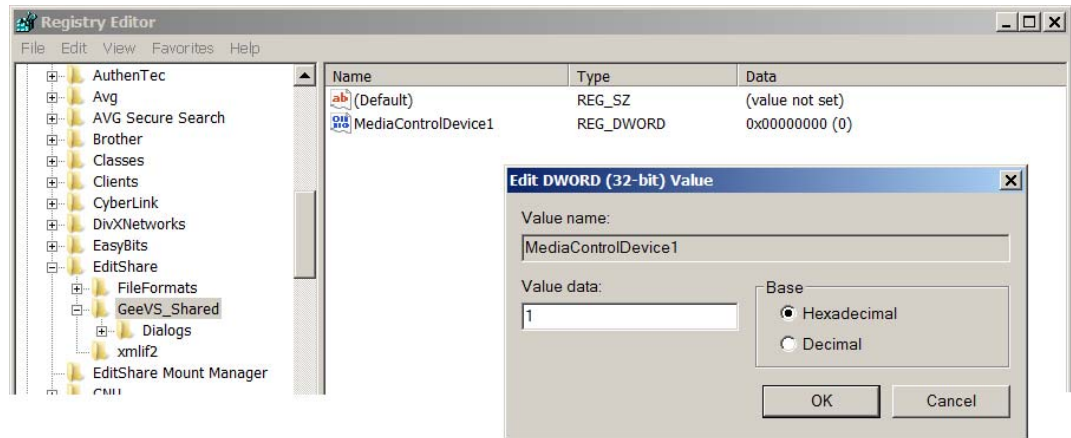 Registry Editor
File Edit View Favorites Help
AuthenTec
Avg
AVG Secure Search
Brother
Classes
Clients
CyberLink
DivXNetworks
EasyBits
EditShare
FileFormats
GeeVS_Shared
Dialogs
xmlif2
EditShare Mount Manager
Name Type Data
ab (Default) REG_SZ (value not set)
MediaControlDevice1 REG_DWORD 0x00000000 (0)
Edit DWORD (32-bit) Value
Value name:
MediaControlDevice1
Value data:
1
Base
Hexadecimal
Decimal
OK Cancel